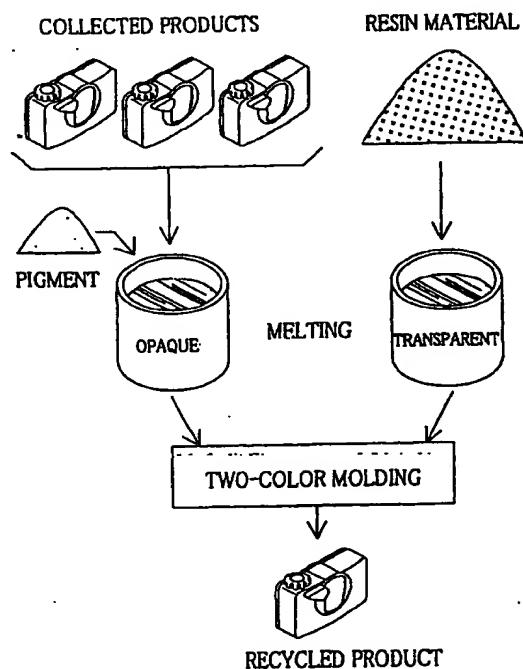 COLLECTED PRODUCTS
RESIN MATERIAL
PIGMENT
OPAQUE
MELTING
TRANSPARENT
TWO-COLOR MOLDING
RECYCLED PRODUCT